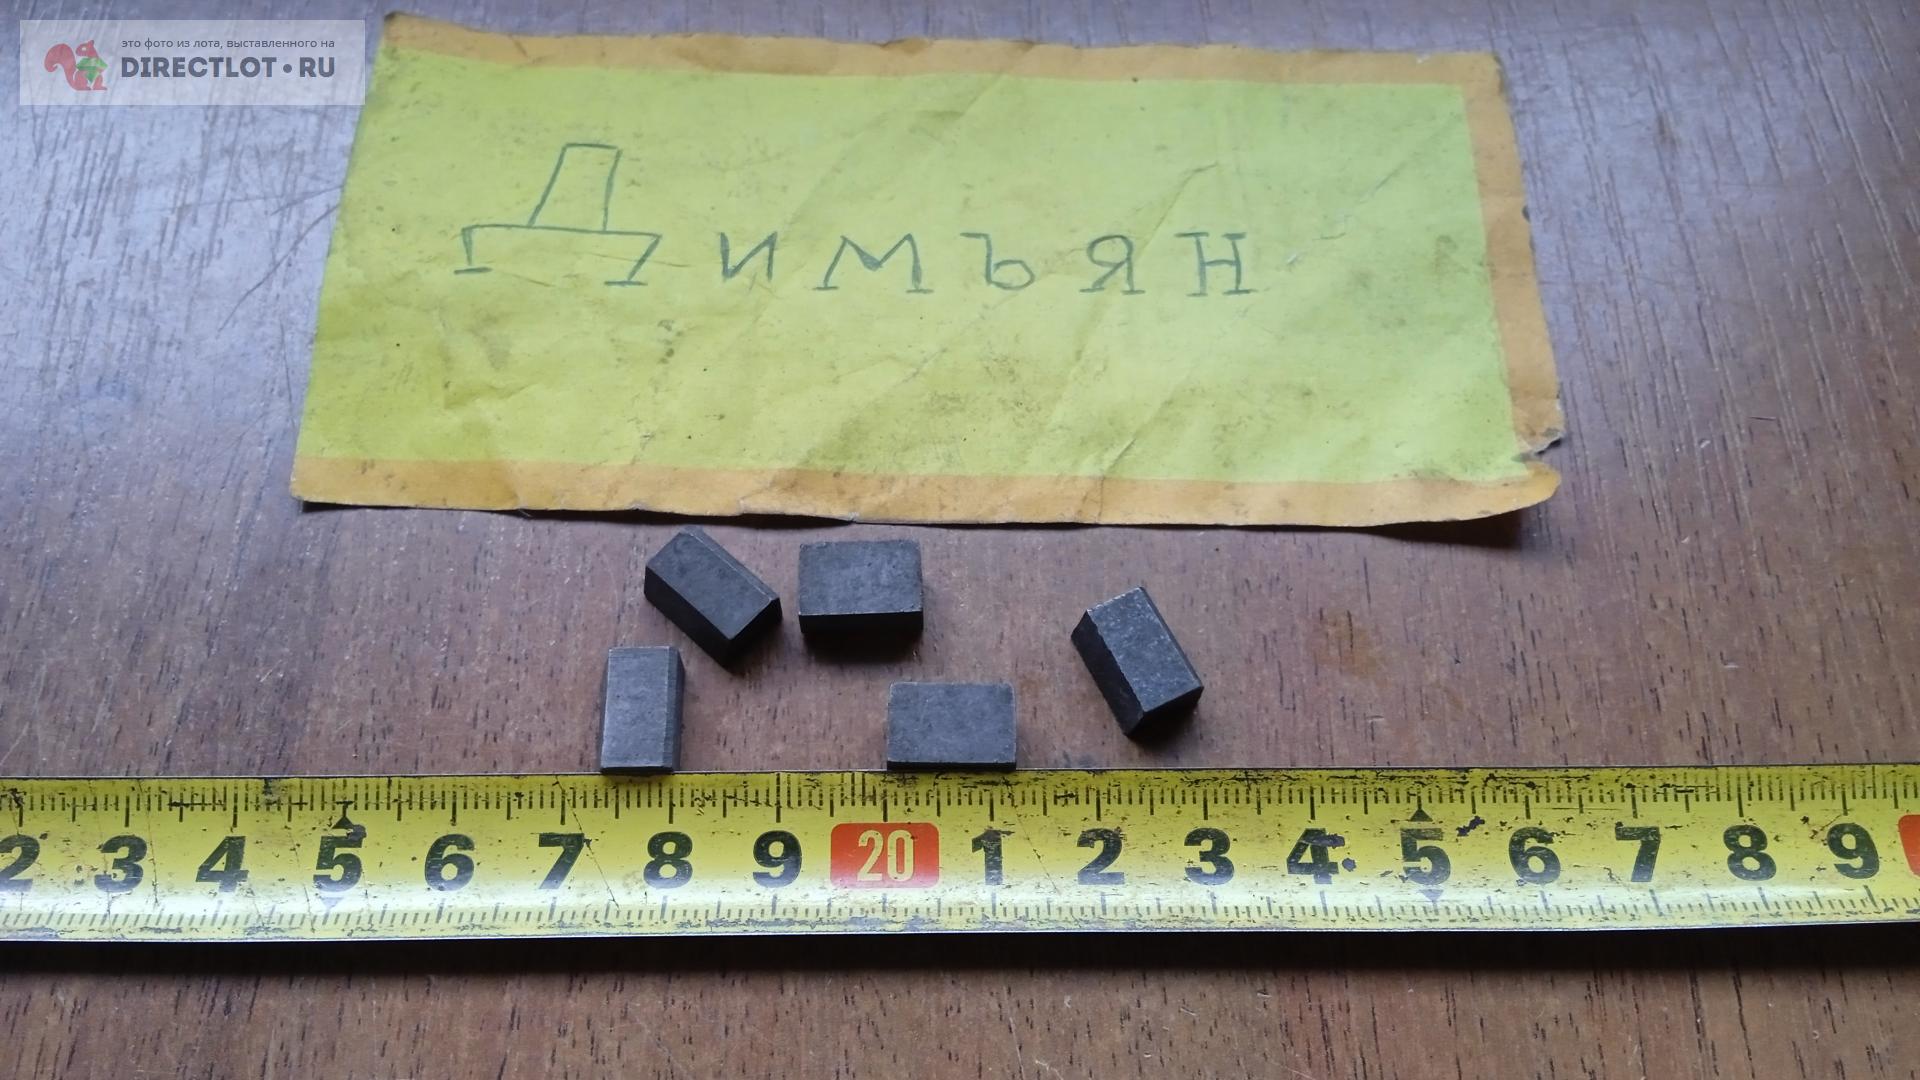 это фото из лота, выставленного на
DIRECTLOT•RU
Димъян
2 3 4 5 6 7 8 9 20 1 2 3 4 5 6 7 8 9